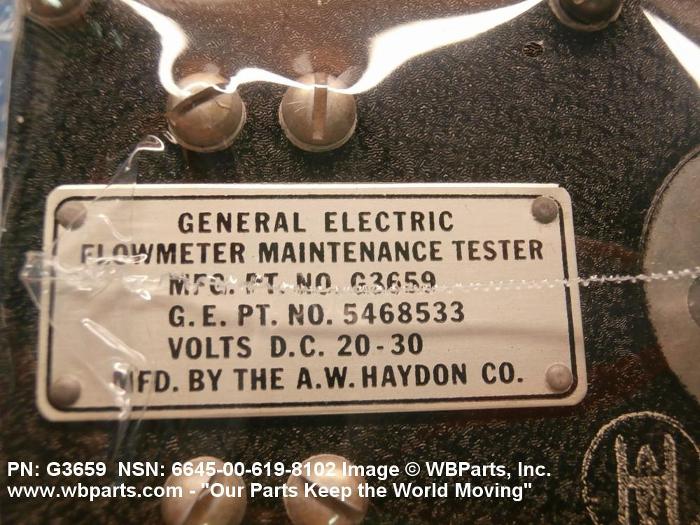 GENERAL ELECTRIC
FLOWMETER MAINTENANCE TESTER
MFG. PT. NO. G3659
G. E. PT. NO. 5468533
VOLTS D.C. 20-30
MFD. BY THE A.W. HAYDON CO.
PN: G3659 NSN: 6645-00-619-8102 Image © WBParts, Inc.
www.wbparts.com - "Our Parts Keep the World Moving"